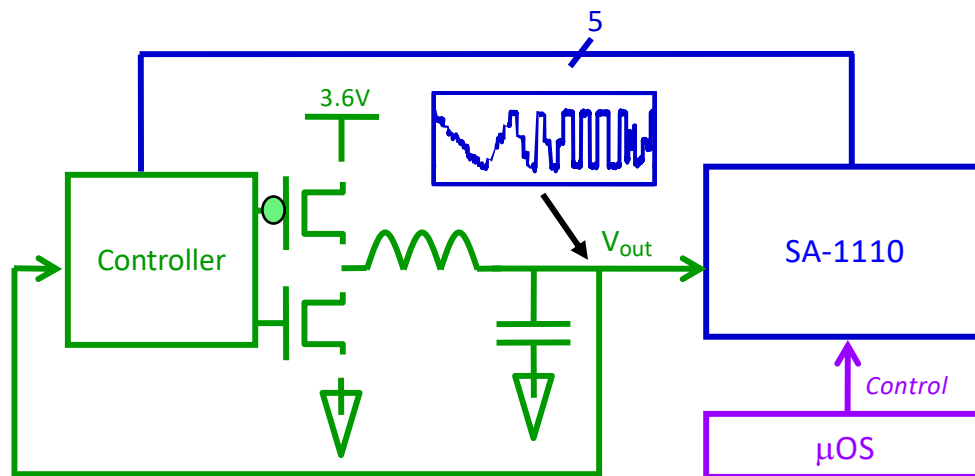 5
3.6V
Controller
Vout
SA-1110
Control
μOS